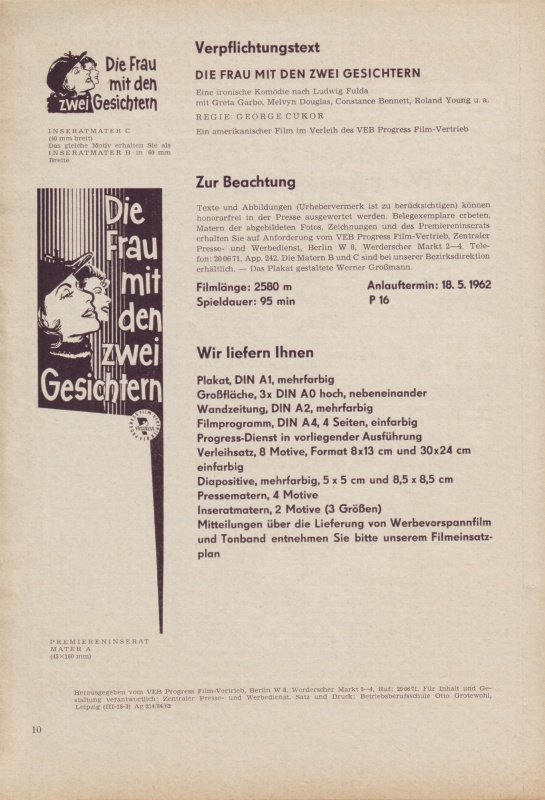 Die Frau
mit den
zwei Gesichtern
INSERATMATER C
(40 mm breit)
Das gleiche Motiv erhalten Sie als
INSERATMATER B in 60 mm
Breite
Die
Frau
mit
den
zwei
Gesichtern
PROGRESS
PREMIERENINSERAT
MATER A
(45×160 mm)
Verpflichtungstext
DIE FRAU MIT DEN ZWEI GESICHTERN
Eine ironische Komödie nach Ludwig Fulda
mit Greta Garbo, Melvyn Douglas, Constance Bennett, Roland Young u. a.
REGIE: GEORGE CUKOR
Ein amerikanischer Film im Verleih des VEB Progress Film-Vertrieb
Zur Beachtung
Texte und Abbildungen (Urhebervermerk ist zu berücksichtigen) können
honorarfrei in der Presse ausgewertet werden. Belegexemplare erbeten.
Matern der abgebildeten Fotos, Zeichnungen und des Premiereninserats
erhalten Sie auf Anforderung vom VEB Progress Film-Vertrieb, Zentraler
Presse- und Werbedienst, Berlin W 8, Werderscher Markt 2—4. Tele-
fon: 20 06 71, App. 242. Die Matern B und C sind bei unserer Bezirksdirektion
erhältlich. — Das Plakat gestaltete Werner Großmann.
Filmlänge: 2580 m Anlauftermin: 18. 5. 1962
Spieldauer: 95 min P 16
Wir liefern Ihnen
Plakat, DIN A1, mehrfarbig
Großfläche, 3x DIN A0 hoch, nebeneinander
Wandzeitung, DIN A2, mehrfarbig
Filmprogramm, DIN A4, 4 Seiten, einfarbig
Progress-Dienst in vorliegender Ausführung
Verleihsatz, 8 Motive, Format 8x13 cm und 30x24 cm
einfarbig
Diapositive, mehrfarbig, 5 x 5 cm und 8,5 x 8,5 cm
Pressematern, 4 Motive
Inseratmatern, 2 Motive (3 Größen)
Mitteilungen über die Lieferung von Werbevorspannfilm
und Tonband entnehmen Sie bitte unserem Filmeinsatz-
plan
Herausgegeben vom VEB Progress Film-Vertrieb, Berlin W 8, Werderscher Markt 2—4, Ruf: 20 06 71. Für Inhalt und Ge-
staltung verantwortlich: Zentraler Presse- und Werbedienst. Satz und Druck: Betriebsberufsschule Otto Grotewohl,
Leipzig (III-18-3) Ag
10